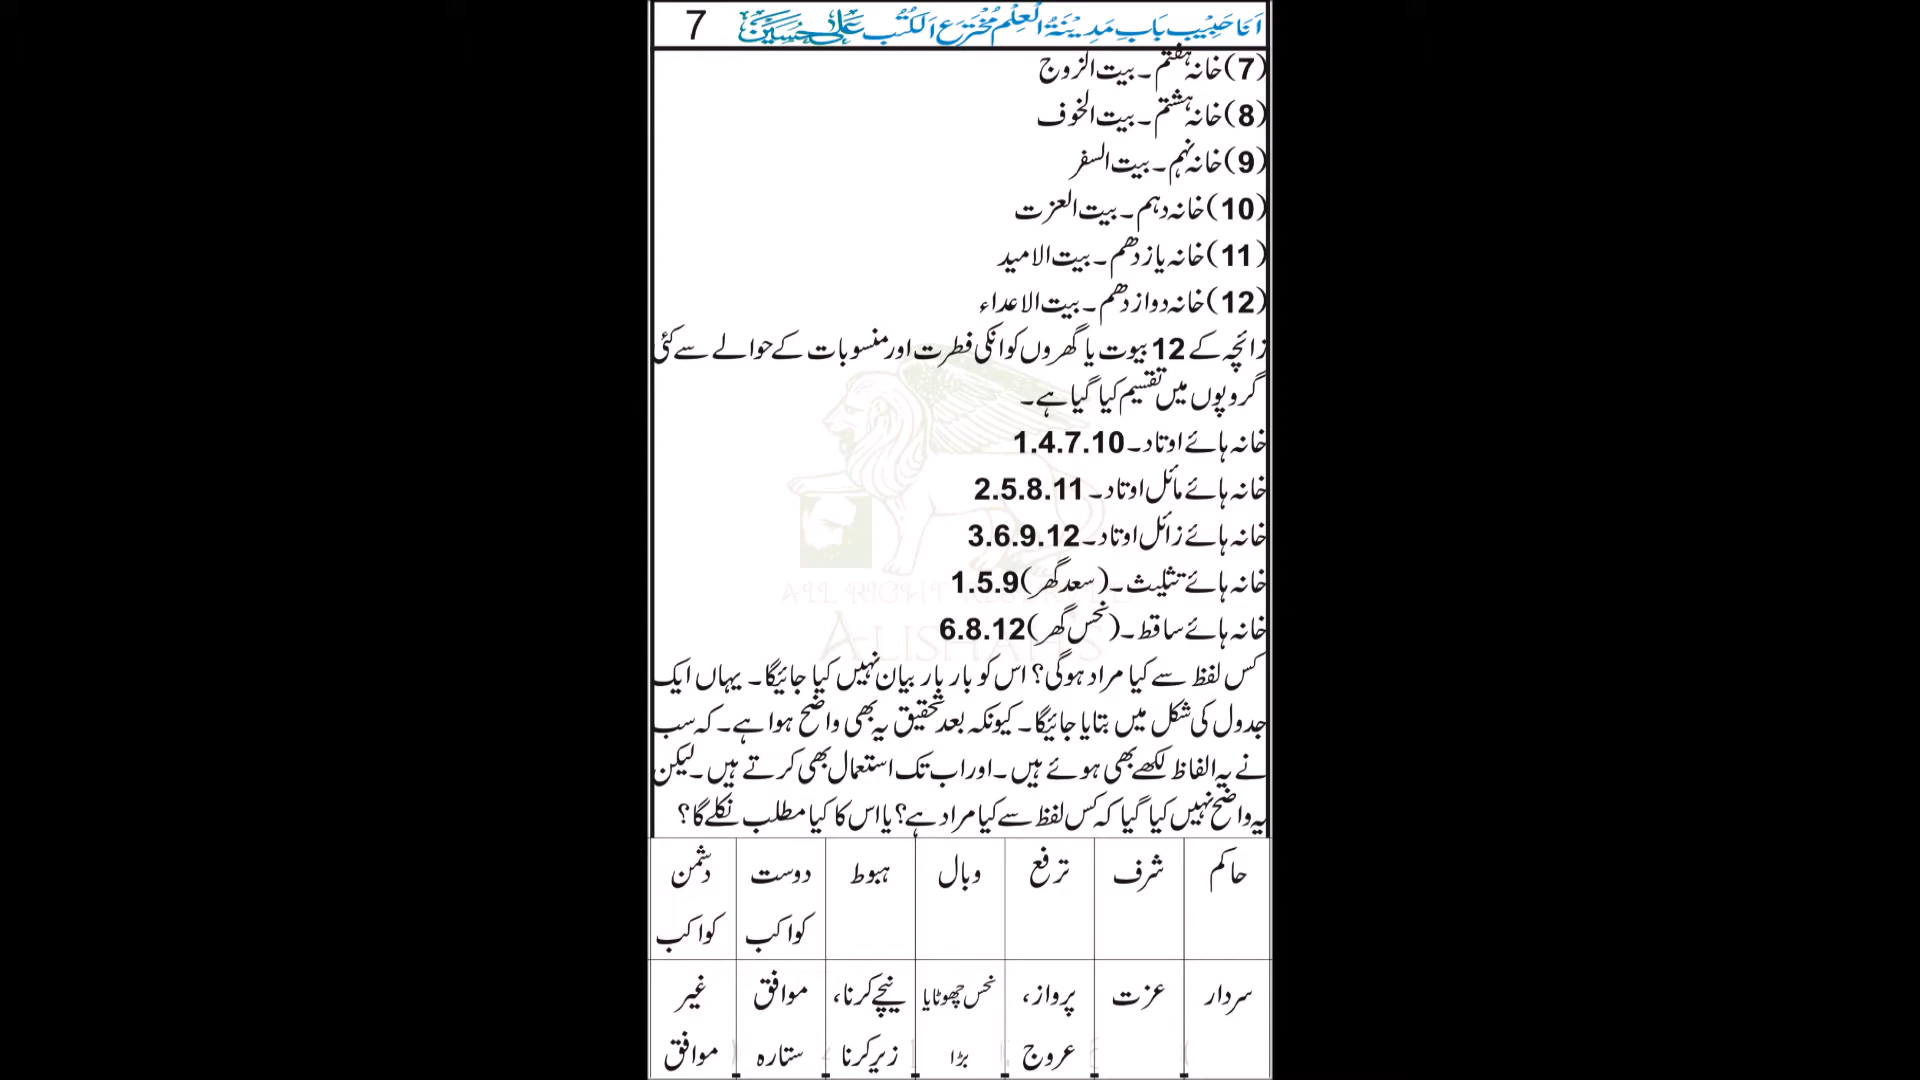 اَنَا حَبِیْب بَابِ مَدِیْنَۃُ الْعِلْم مُخْتَرَع الکُتُب علی حسین 7
(7) خانہ ہفتم۔ بیت الزوج
(8) خانہ ہشتم۔ بیت الخوف
(9) خانہ نہم۔ بیت السفر
(10) خانہ دہم۔ بیت العزت
(11) خانہ یازدھم۔ بیت الامید
(12) خانہ دوازدھم۔ بیت الاعداء
زائچہ کے 12 بیوت یا گھروں کو انکی فطرت اور منسوبات کے حوالے سے کئی
گروپوں میں تقسیم کیا گیا ہے۔
خانہ ہائے اوتاد۔ 1.4.7.10
خانہ ہائے مائل اوتاد۔ 2.5.8.11
خانہ ہائے زائل اوتاد۔ 3.6.9.12
خانہ ہائے تثلیث۔ (سعد گھر) 1.5.9
خانہ ہائے ساقط۔ (نحس گھر) 6.8.12
کس لفظ سے کیا مراد ہوگی؟ اس کو بار بار بیان نہیں کیا جائیگا۔ یہاں ایک
جدول کی شکل میں بتایا جائیگا۔ کیونکہ بعد تحقیق یہ بھی واضح ہوا ہے۔ کہ سب
نے یہ الفاظ لکھے بھی ہوئے ہیں۔ اور اب تک استعمال بھی کرتے ہیں۔ لیکن
یہ واضح نہیں کیا گیا کہ کس لفظ سے کیا مراد ہے؟ یا اس کا کیا مطلب نکلے گا؟
حاکم شرف ترفع وبال ہبوط دوست کواکب دشمن کواکب
سردار عزت پرواز، عروج نحس چھوٹا یا بڑا نیچے کرنا، زیر کرنا موافق ستارہ غیر موافق
ALL RIGHT RESERVED